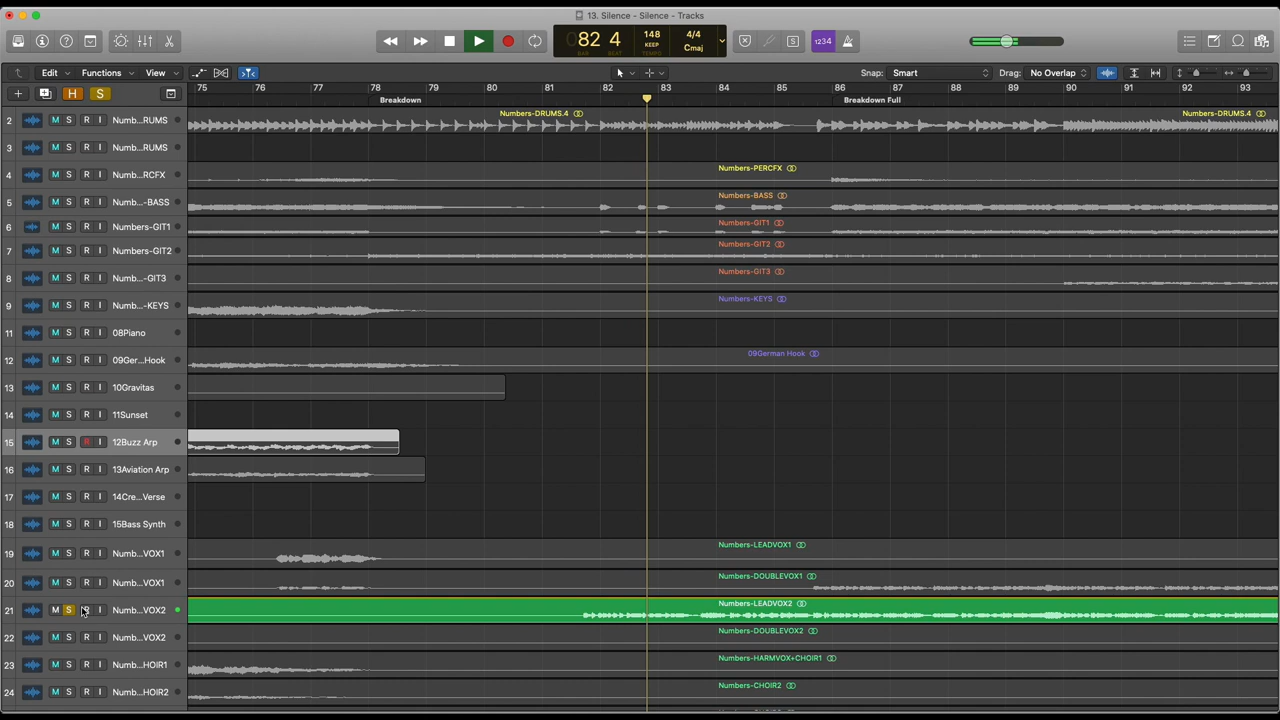 13. Silence - Silence - Tracks
082 4
BAR BEAT
148
KEEP
TEMPO
4/4
Cmaj
1234
Edit
Functions
View
Snap: Smart
Drag: No Overlap
H S
75 76 77 78 79 80 81 82 83 84 85 86 87 88 89 90 91 92 93
Breakdown
Breakdown Full
2 M S R I Numb...RUMS
Numbers-DRUMS.4
Numbers-DRUMS.4
3 M S R I Numb...RUMS
4 M S R I Numb...RCFX
Numbers-PERCFX
5 M S R I Numb...-BASS
Numbers-BASS
6 M S R I Numbers-GIT1
Numbers-GIT1
7 M S R I Numbers-GIT2
Numbers-GIT2
8 M S R I Numb...-GIT3
Numbers-GIT3
9 M S R I Numb...-KEYS
Numbers-KEYS
11 M S R I 08Piano
12 M S R I 09Ger...Hook
09German Hook
13 M S R I 10Gravitas
14 M S R I 11Sunset
15 M S R I 12Buzz Arp
16 M S R I 13Aviation Arp
17 M S R I 14Cre...Verse
18 M S R I 15Bass Synth
19 M S R I Numb...VOX1
Numbers-LEADVOX1
20 M S R I Numb...VOX1
Numbers-DOUBLEVOX1
21 M S R I Numb...VOX2
Numbers-LEADVOX2
22 M S R I Numb...VOX2
Numbers-DOUBLEVOX2
23 M S R I Numb...HOIR1
Numbers-HARMVOX+CHOIR1
24 M S R I Numb...HOIR2
Numbers-CHOIR2